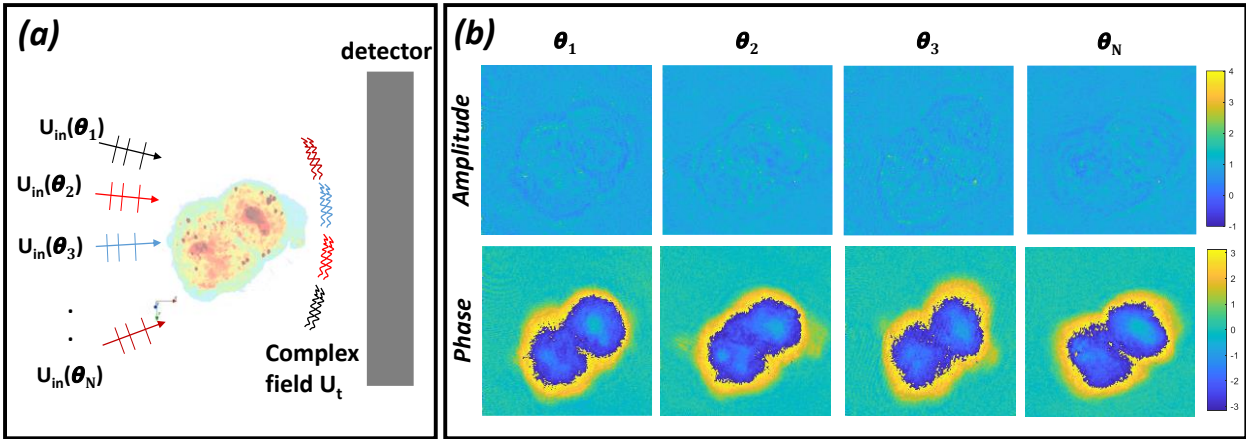 (a)
detector
U_in(θ_1)
U_in(θ_2)
U_in(θ_3)
.
.
U_in(θ_N)
Complex
field U_t
(b)
θ_1 θ_2 θ_3 θ_N
Amplitude
4
3
2
1
0
-1
Phase
3
2
1
0
-1
-2
-3